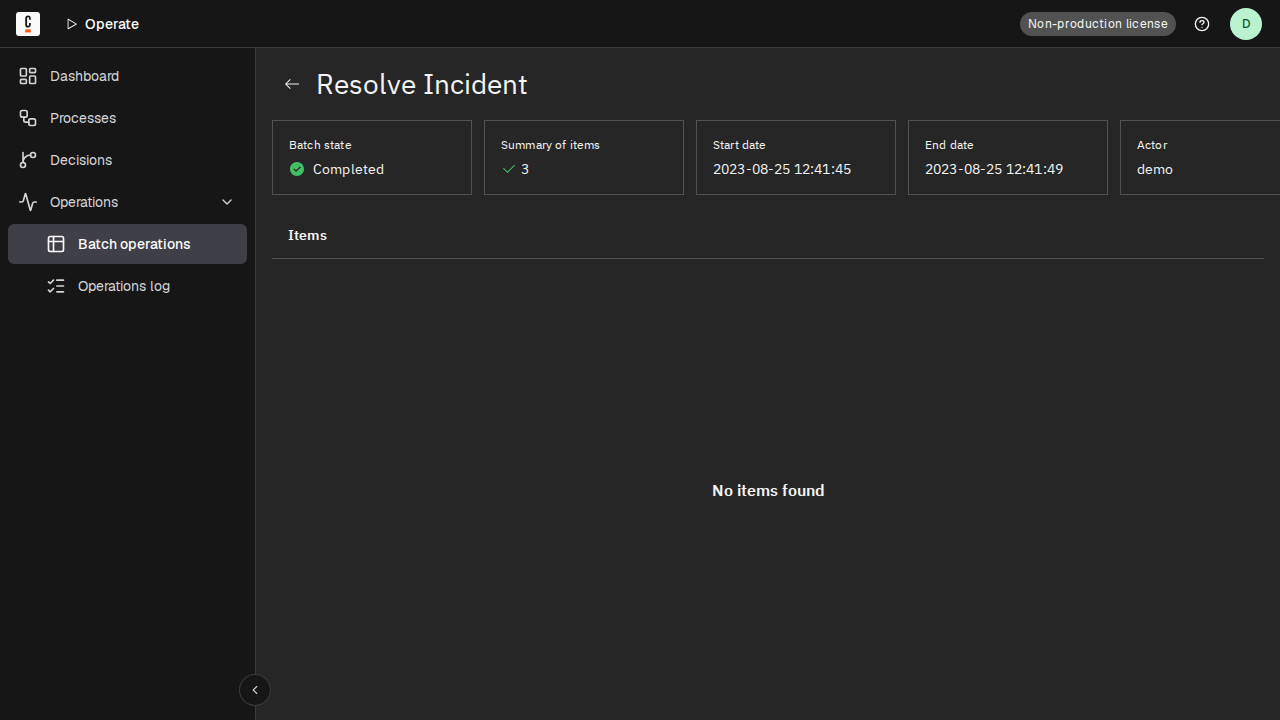 C
Operate
Non-production license
D
Dashboard
Processes
Decisions
Operations
Batch operations
Operations log
Resolve Incident
Batch state
Completed
Summary of items
3
Start date
2023-08-25 12:41:45
End date
2023-08-25 12:41:49
Actor
demo
Items
No items found